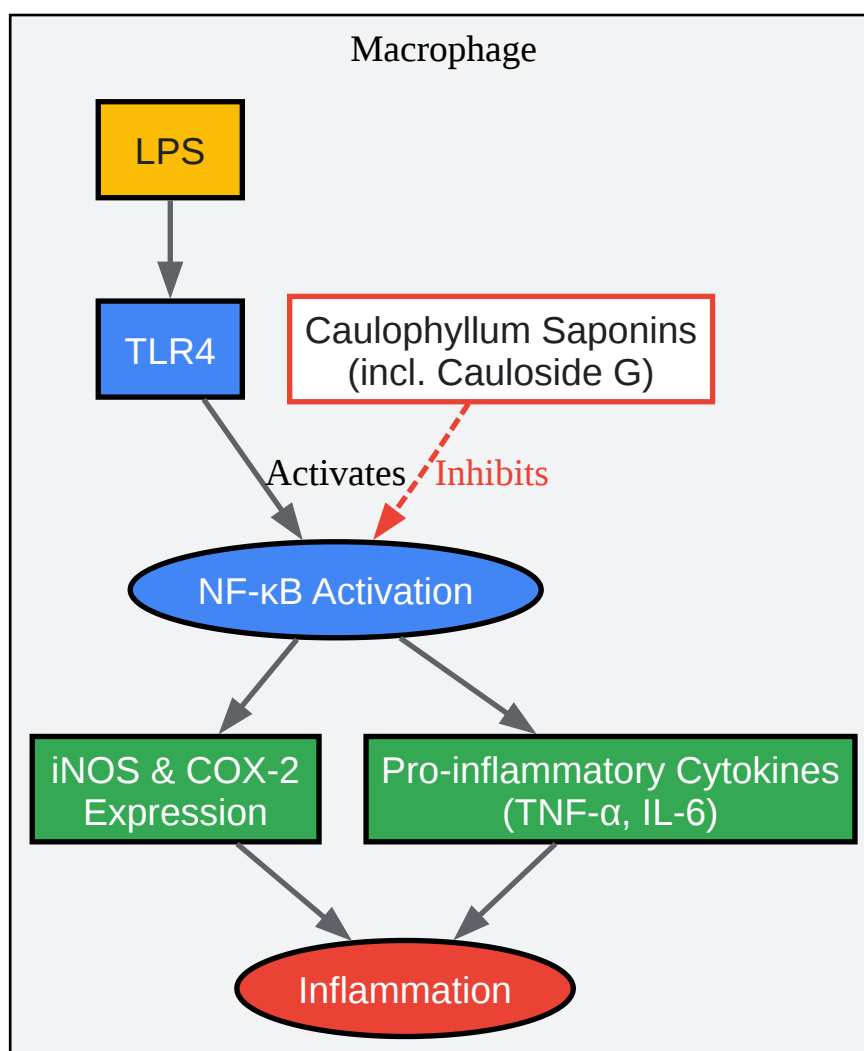 Macrophage
LPS
TLR4
Caulophyllum Saponins
(incl. Cauloside G)
Activates
Inhibits
NF-κB Activation
iNOS & COX-2
Expression
Pro-inflammatory Cytokines
(TNF-α, IL-6)
Inflammation